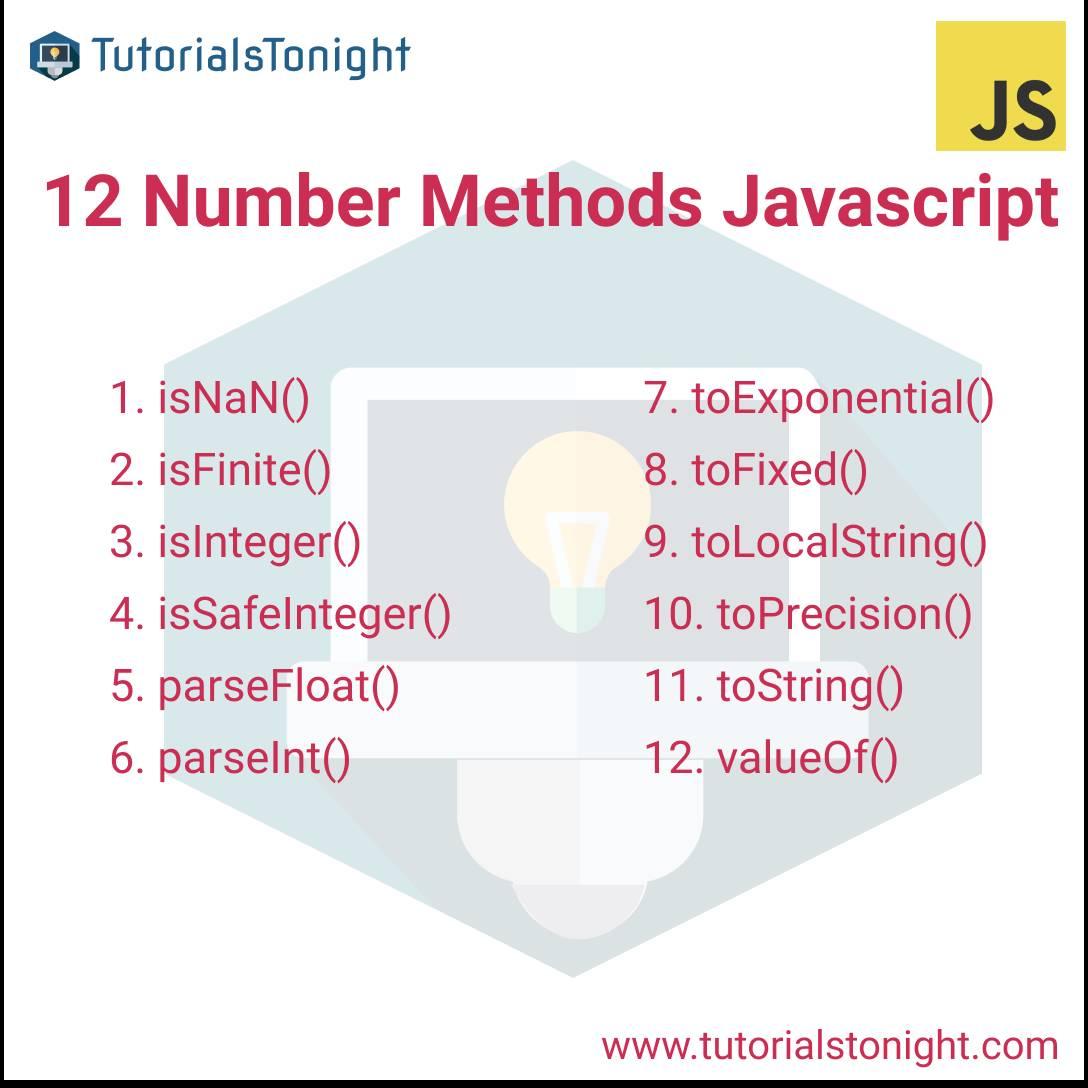 TutorialsTonight
JS
12 Number Methods Javascript
1. isNaN()
2. isFinite()
3. isInteger()
4. isSafeInteger()
5. parseFloat()
6. parseInt()
7. toExponential()
8. toFixed()
9. toLocalString()
10. toPrecision()
11. toString()
12. valueOf()
www.tutorialstonight.com